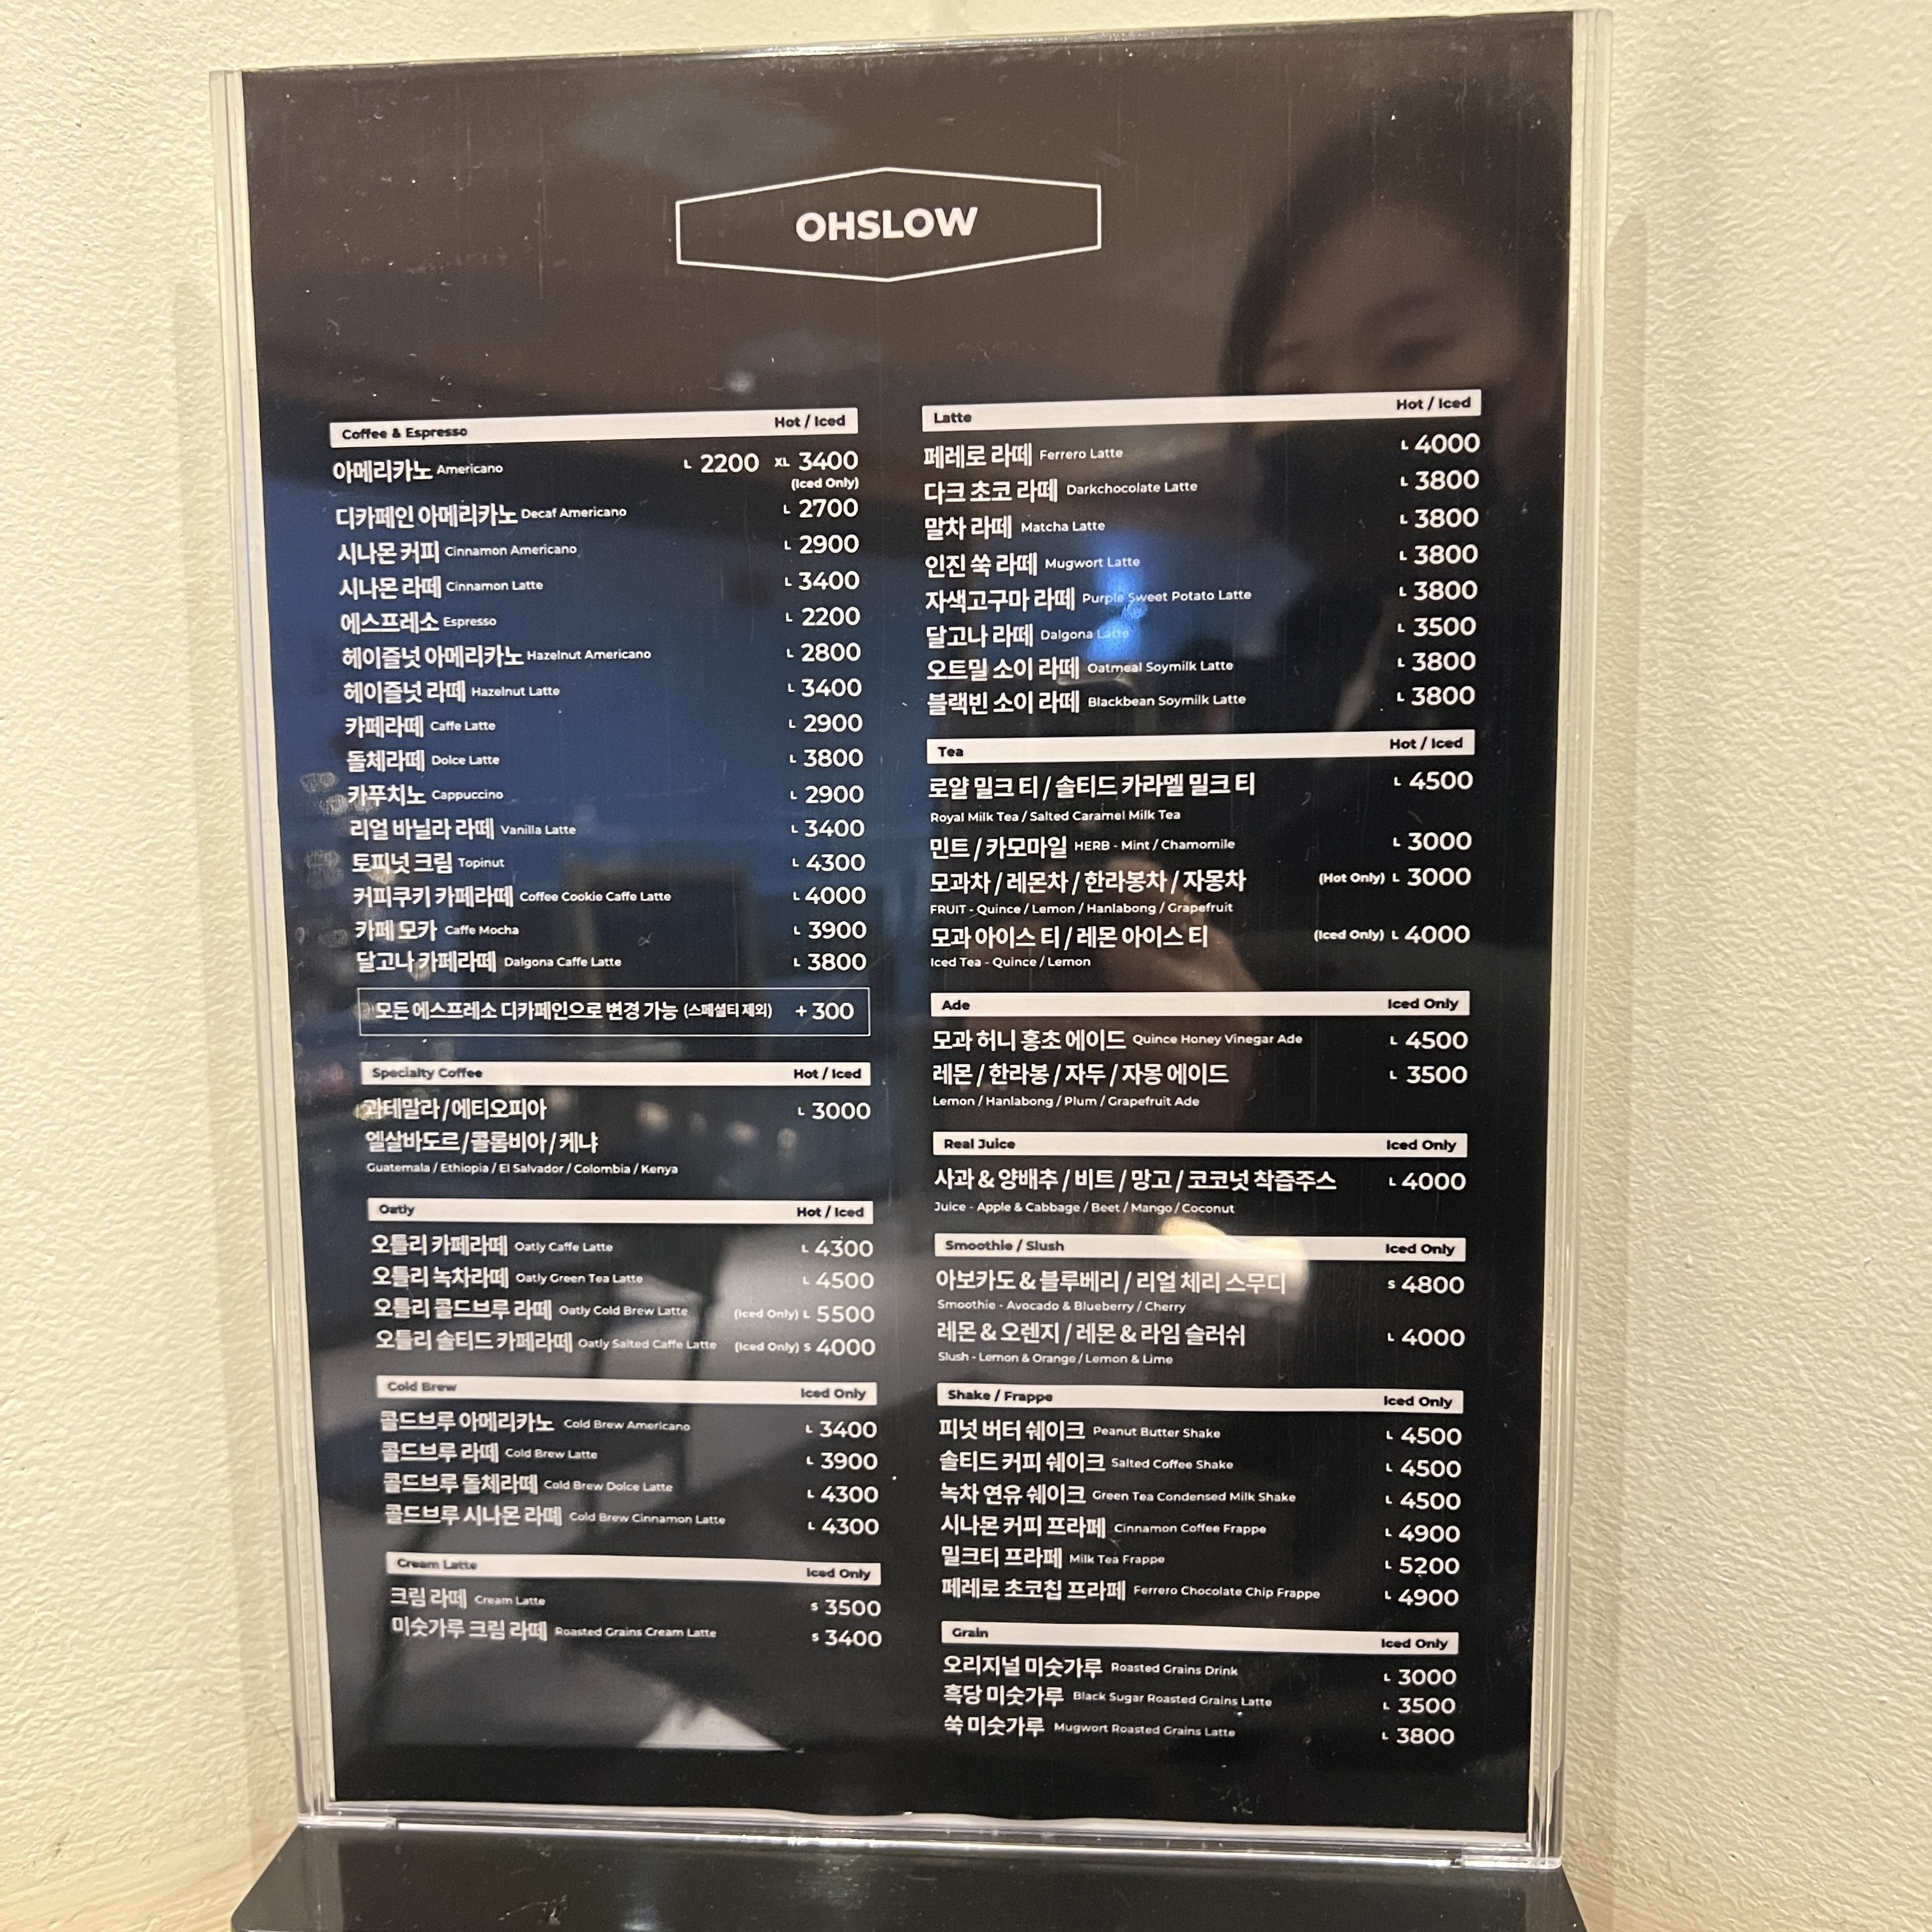 OHSLOW
Coffee & Espresso Hot / Iced
아메리카노 Americano L 2200 XL 3400
(Iced Only)
디카페인 아메리카노 Decaf Americano L 2700
시나몬 커피 Cinnamon Americano L 2900
시나몬 라떼 Cinnamon Latte L 3400
에스프레소 Espresso L 2200
헤이즐넛 아메리카노 Hazelnut Americano L 2800
헤이즐넛 라떼 Hazelnut Latte L 3400
카페라떼 Caffe Latte L 2900
돌체라떼 Dolce Latte L 3800
카푸치노 Cappuccino L 2900
리얼 바닐라 라떼 Vanilla Latte L 3400
토피넛 크림 Topinut L 4300
커피쿠키 카페라떼 Coffee Cookie Caffe Latte L 4000
카페 모카 Caffe Mocha L 3900
달고나 카페라떼 Dalgona Caffe Latte L 3800
모든 에스프레소 디카페인으로 변경 가능 (스페셜티 제외) + 300
Specialty Coffee Hot / Iced
과테말라 / 에티오피아 L 3000
엘살바도르 / 콜롬비아 / 케냐
Guatemala / Ethiopia / El Salvador / Colombia / Kenya
Oatly Hot / Iced
오틀리 카페라떼 Oatly Caffe Latte L 4300
오틀리 녹차라떼 Oatly Green Tea Latte L 4500
오틀리 콜드브루 라떼 Oatly Cold Brew Latte (Iced Only) L 5500
오틀리 솔티드 카페라떼 Oatly Salted Caffe Latte (Iced Only) S 4000
Cold Brew Iced Only
콜드브루 아메리카노 Cold Brew Americano L 3400
콜드브루 라떼 Cold Brew Latte L 3900
콜드브루 돌체라떼 Cold Brew Dolce Latte L 4300
콜드브루 시나몬 라떼 Cold Brew Cinnamon Latte L 4300
Cream Latte Iced Only
크림 라떼 Cream Latte S 3500
미숫가루 크림 라떼 Roasted Grains Cream Latte S 3400
Latte Hot / Iced
페레로 라떼 Ferrero Latte L 4000
다크 초코 라떼 Darkchocolate Latte L 3800
말차 라떼 Matcha Latte L 3800
인진 쑥 라떼 Mugwort Latte L 3800
자색고구마 라떼 Purple Sweet Potato Latte L 3800
달고나 라떼 Dalgona Latte L 3500
오트밀 소이 라떼 Oatmeal Soymilk Latte L 3800
블랙빈 소이 라떼 Blackbean Soymilk Latte L 3800
Tea Hot / Iced
로얄 밀크 티 / 솔티드 카라멜 밀크 티 L 4500
Royal Milk Tea / Salted Caramel Milk Tea
민트 / 카모마일 HERB - Mint / Chamomile L 3000
모과차 / 레몬차 / 한라봉차 / 자몽차 (Hot Only) L 3000
FRUIT - Quince / Lemon / Hanlabong / Grapefruit
모과 아이스 티 / 레몬 아이스 티 (Iced Only) L 4000
Iced Tea - Quince / Lemon
Ade Iced Only
모과 허니 홍초 에이드 Quince Honey Vinegar Ade L 4500
레몬 / 한라봉 / 자두 / 자몽 에이드 L 3500
Lemon / Hanlabong / Plum / Grapefruit Ade
Real Juice Iced Only
사과 & 양배추 / 비트 / 망고 / 코코넛 착즙주스 L 4000
Juice - Apple & Cabbage / Beet / Mango / Coconut
Smoothie / Slush Iced Only
아보카도 & 블루베리 / 리얼 체리 스무디 S 4800
Smoothie - Avocado & Blueberry / Cherry
레몬 & 오렌지 / 레몬 & 라임 슬러쉬 L 4000
Slush - Lemon & Orange / Lemon & Lime
Shake / Frappe Iced Only
피넛 버터 쉐이크 Peanut Butter Shake L 4500
솔티드 커피 쉐이크 Salted Coffee Shake L 4500
녹차 연유 쉐이크 Green Tea Condensed Milk Shake L 4500
시나몬 커피 프라페 Cinnamon Coffee Frappe L 4900
밀크티 프라페 Milk Tea Frappe L 5200
페레로 초코칩 프라페 Ferrero Chocolate Chip Frappe L 4900
Grain Iced Only
오리지널 미숫가루 Roasted Grains Drink L 3000
흑당 미숫가루 Black Sugar Roasted Grains Latte L 3500
쑥 미숫가루 Mugwort Roasted Grains Latte L 3800